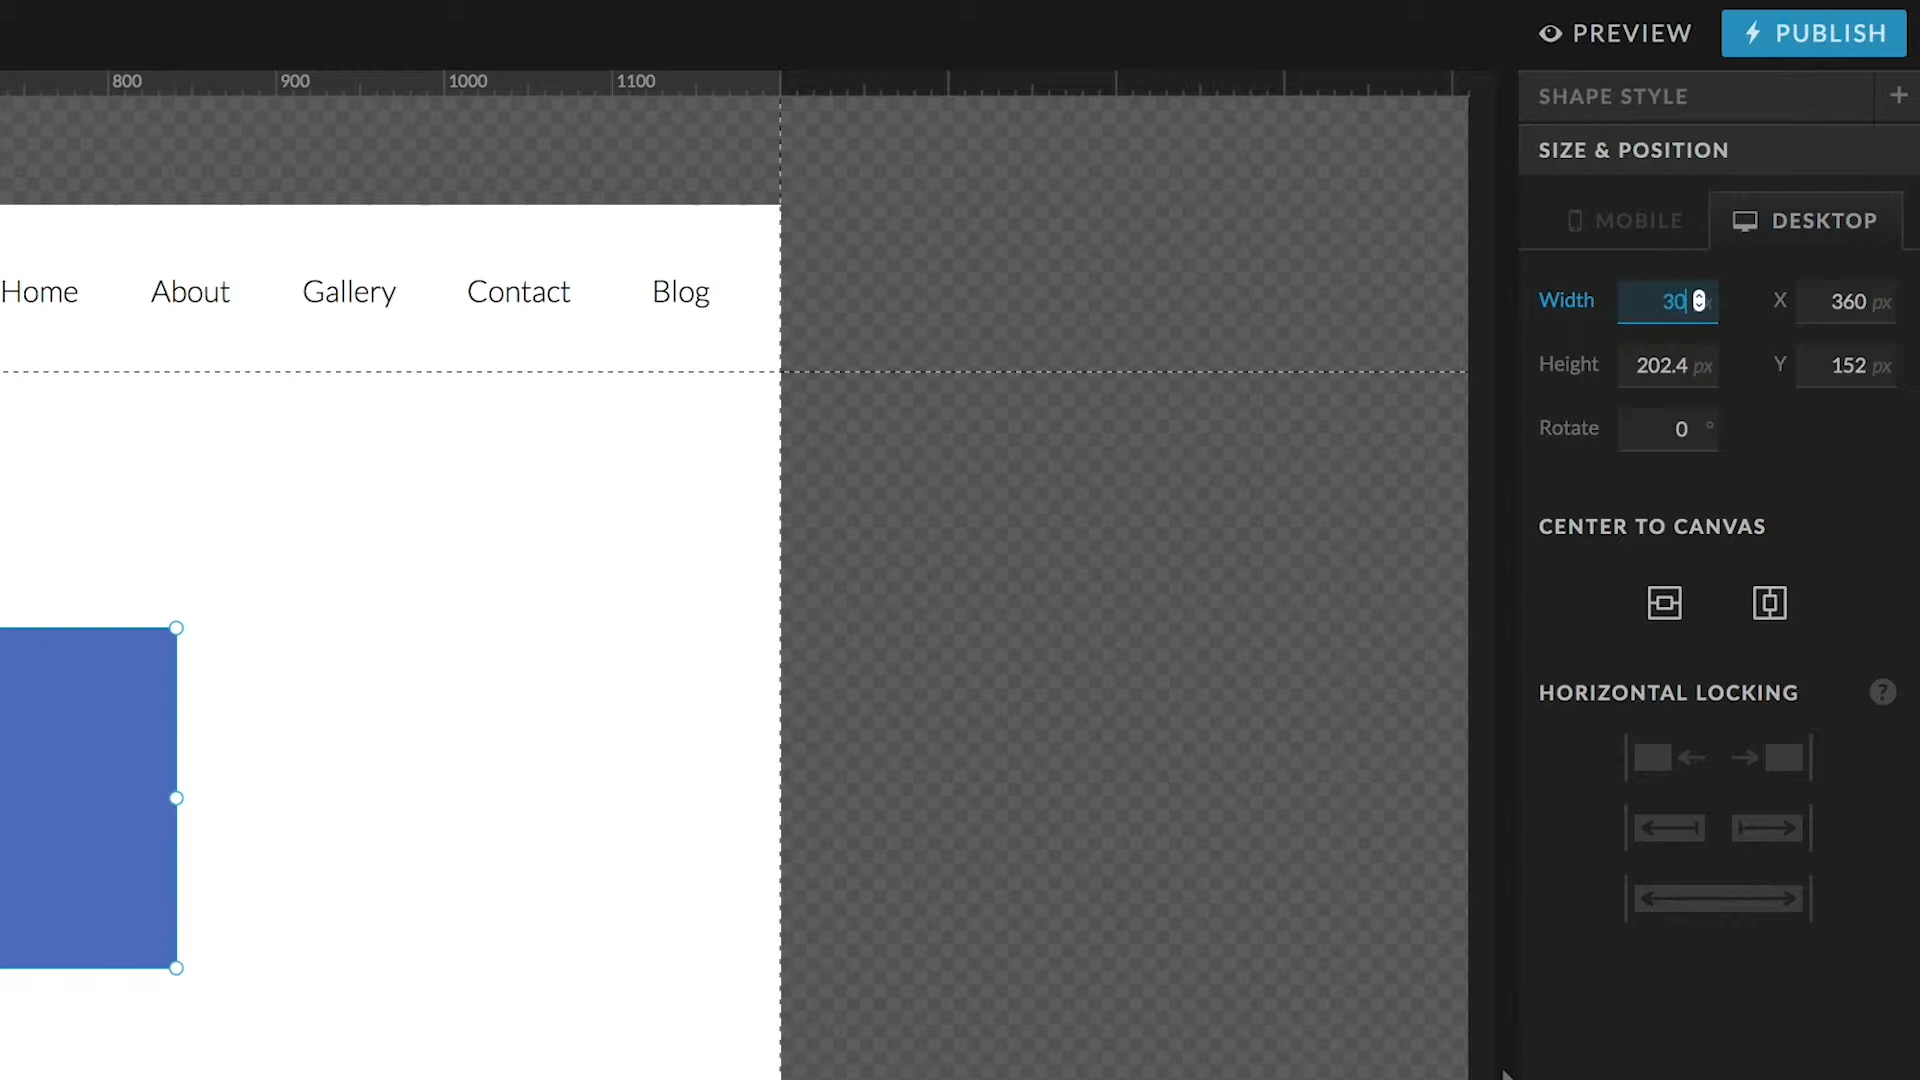 PREVIEW
PUBLISH
800 900 1000 1100
SHAPE STYLE +
SIZE & POSITION
MOBILE DESKTOP
Home About Gallery Contact Blog
Width 30 X 360 px
Height 202.4 px Y 152 px
Rotate 0 °
CENTER TO CANVAS
HORIZONTAL LOCKING ?